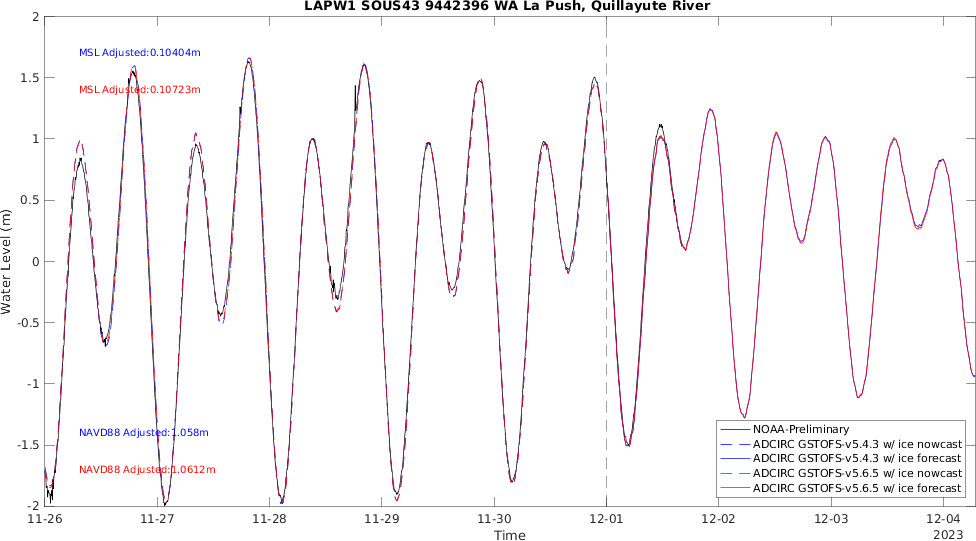 LAPW1 SOUS43 9442396 WA La Push, Quillayute River
2
1.5
1
0.5
0
-0.5
-1
-1.5
-2
Water Level (m)
MSL Adjusted:0.10404m
MSL Adjusted:0.10723m
NAVD88 Adjusted:1.058m
NAVD88 Adjusted:1.0612m
NOAA-Preliminary
ADCIRC GSTOFS-v5.4.3 w/ ice nowcast
ADCIRC GSTOFS-v5.4.3 w/ ice forecast
ADCIRC GSTOFS-v5.6.5 w/ ice nowcast
ADCIRC GSTOFS-v5.6.5 w/ ice forecast
11-26 11-27 11-28 11-29 11-30 12-01 12-02 12-03 12-04
Time
2023